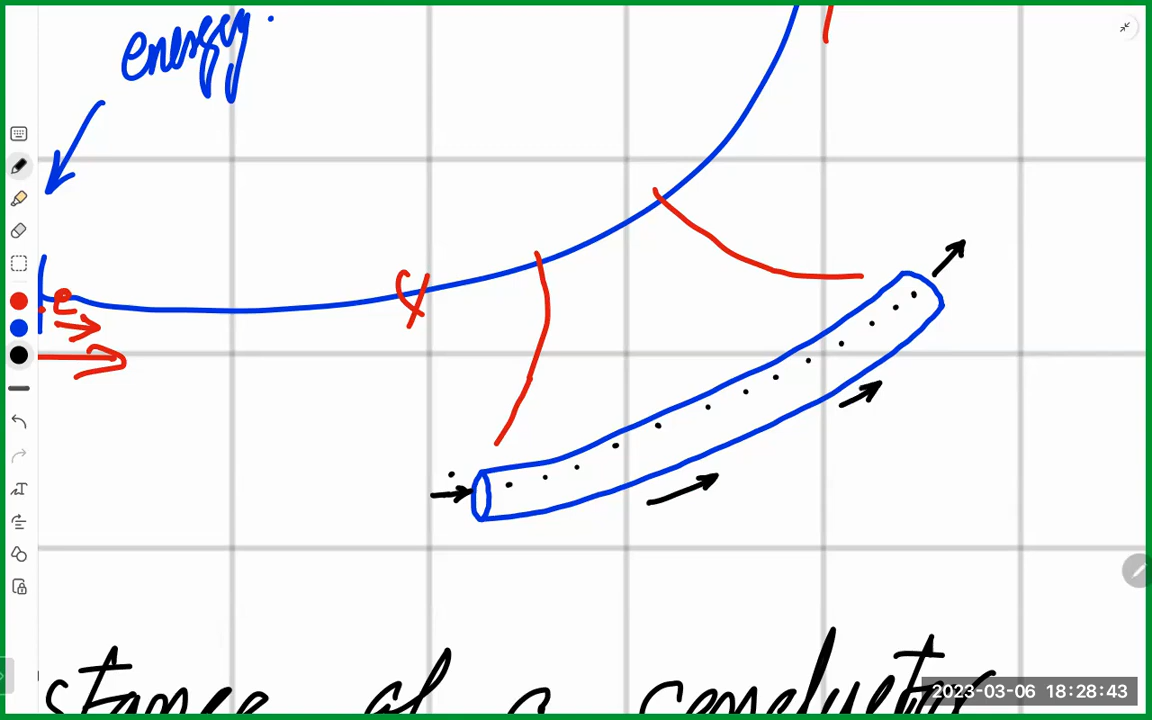 energy.
e
stance of a conductor
2023-03-06 18:28:43